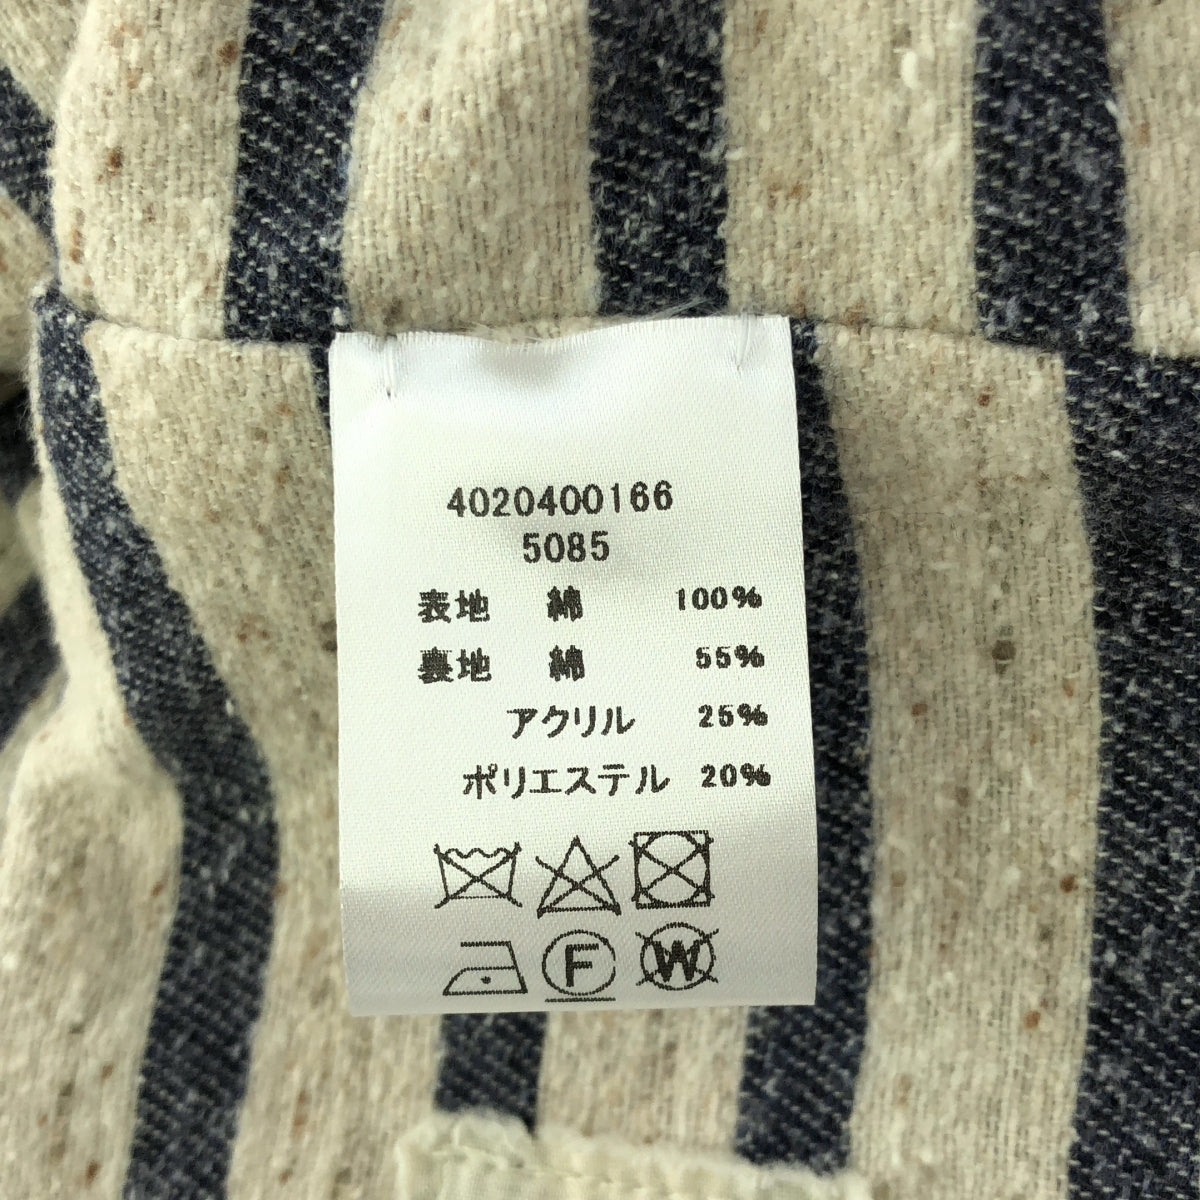 4020400166
5085
表地 綿 100%
裏地 綿 55%
アクリル 25%
ポリエステル 20%
F W